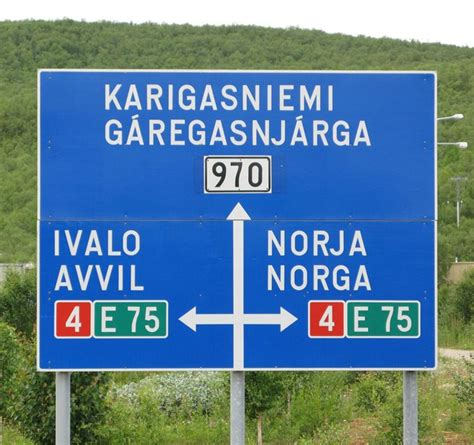 KARIGASNIEMI
GÁREGASNJÁRGA
970
IVALO
AVVIL
4 E 75
NORJA
NORGA
4 E 75